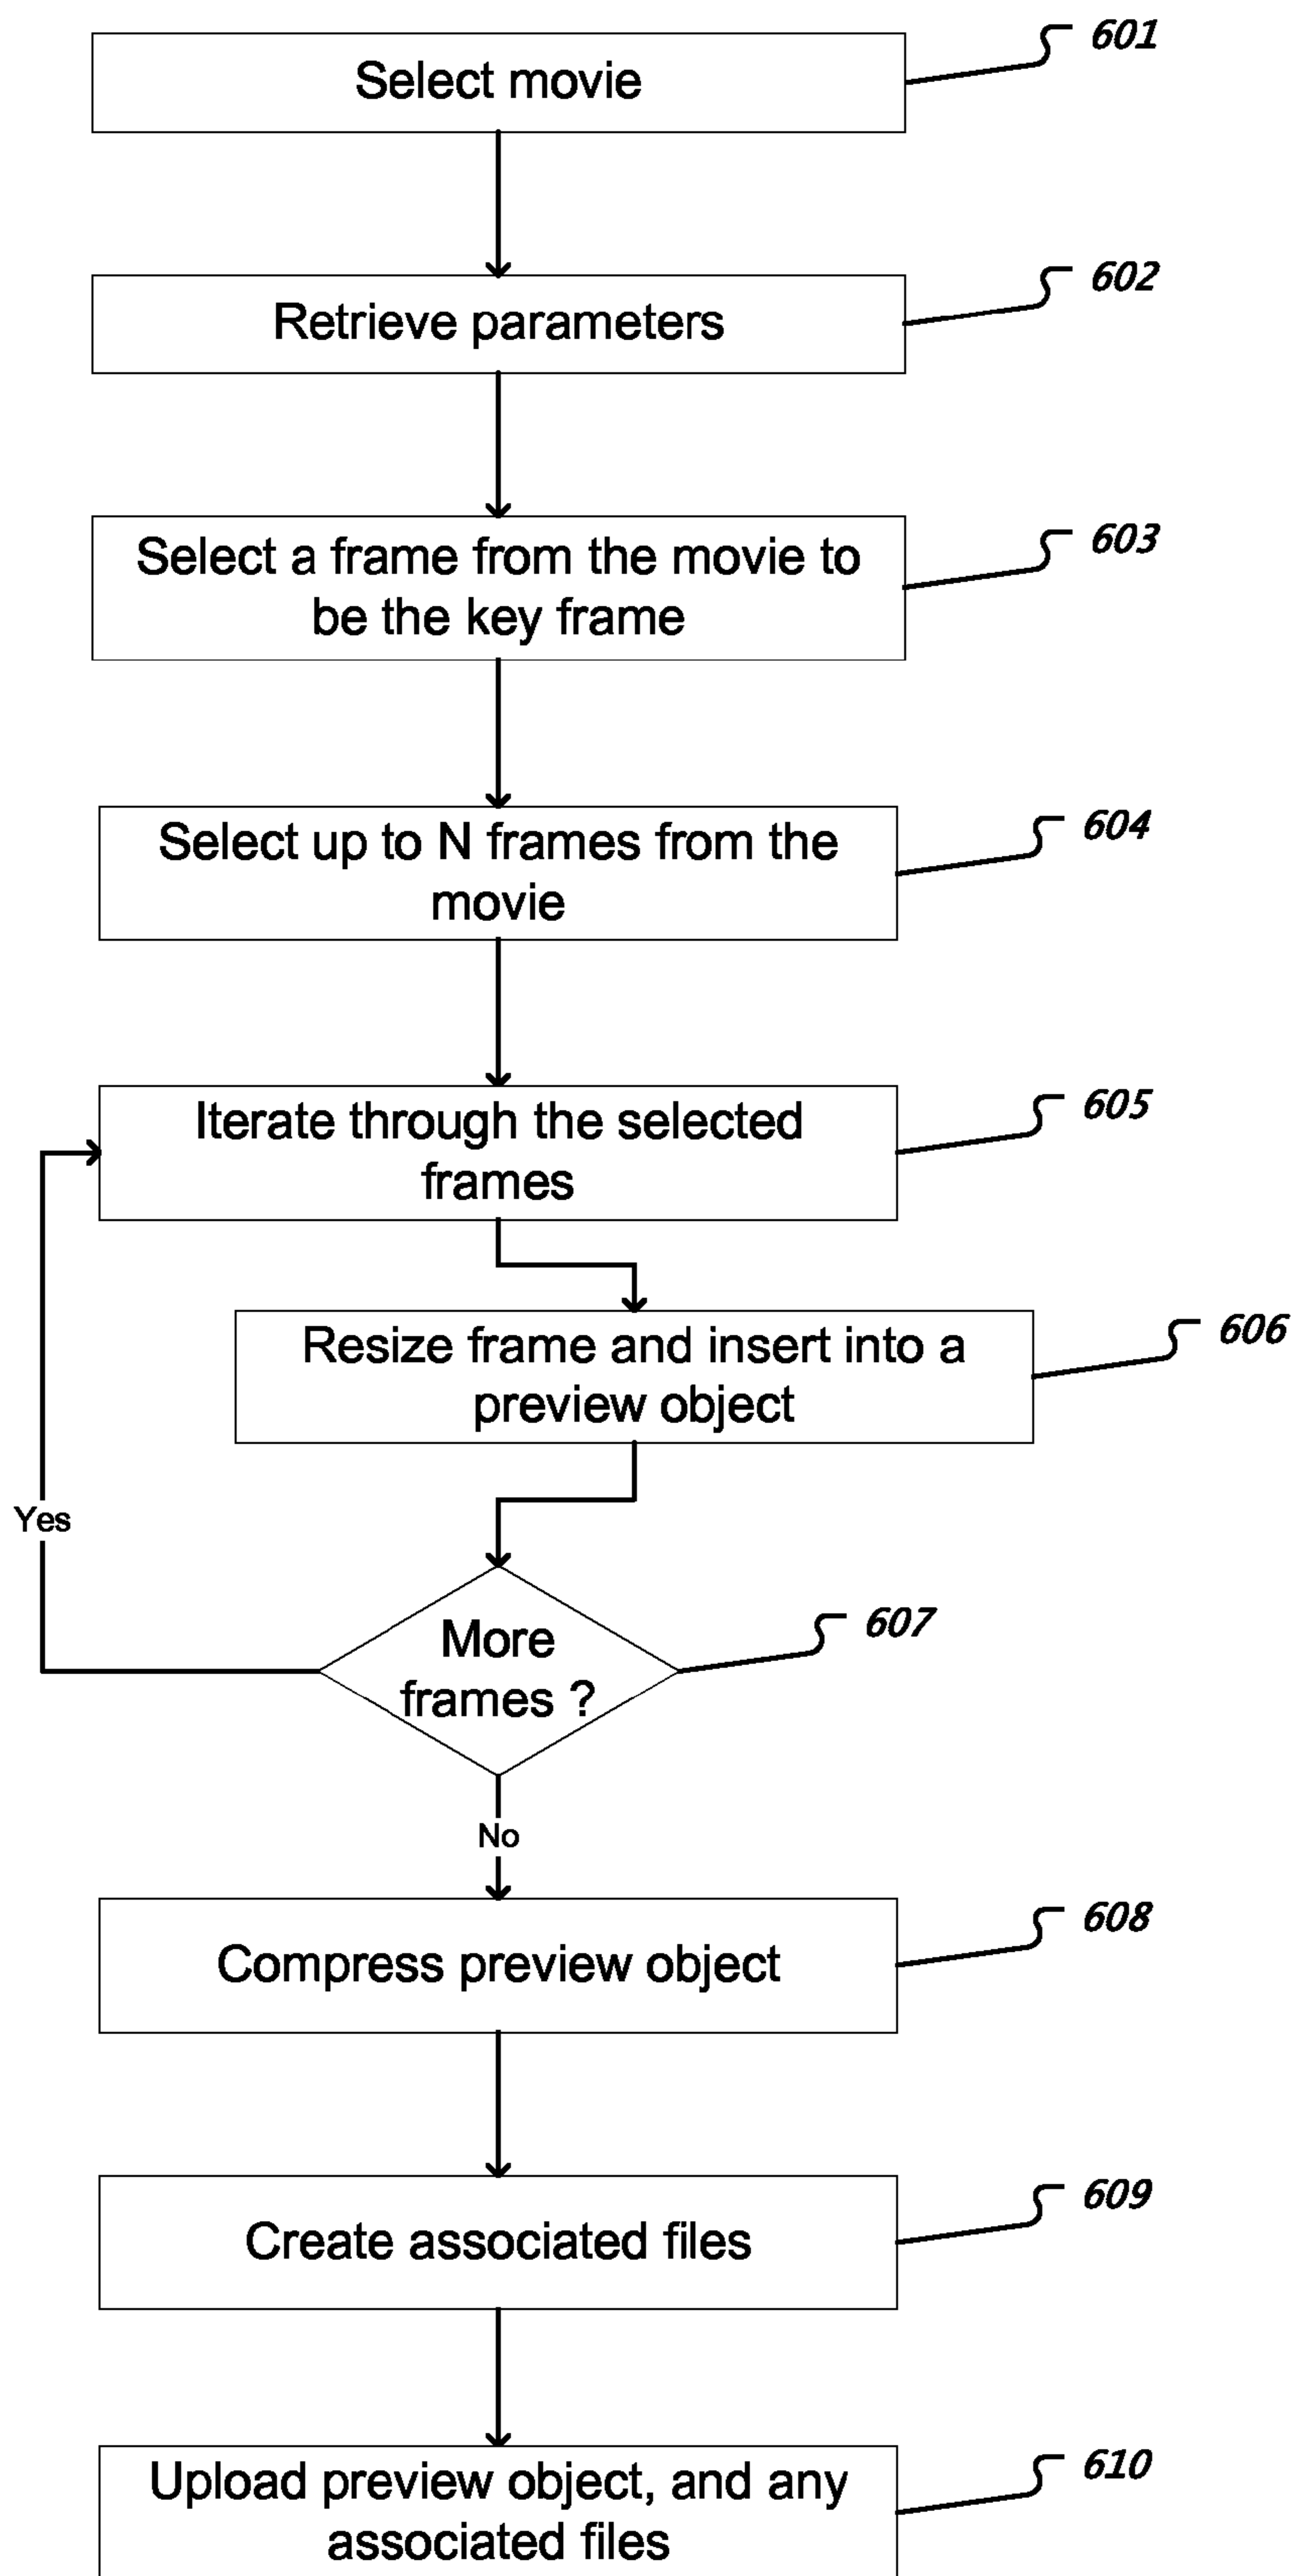 Select movie
601
Retrieve parameters
602
Select a frame from the movie to
be the key frame
603
Select up to N frames from the
movie
604
Iterate through the selected
frames
605
Resize frame and insert into a
preview object
606
Yes
More
frames ?
607
No
Compress preview object
608
Create associated files
609
Upload preview object, and any
associated files
610